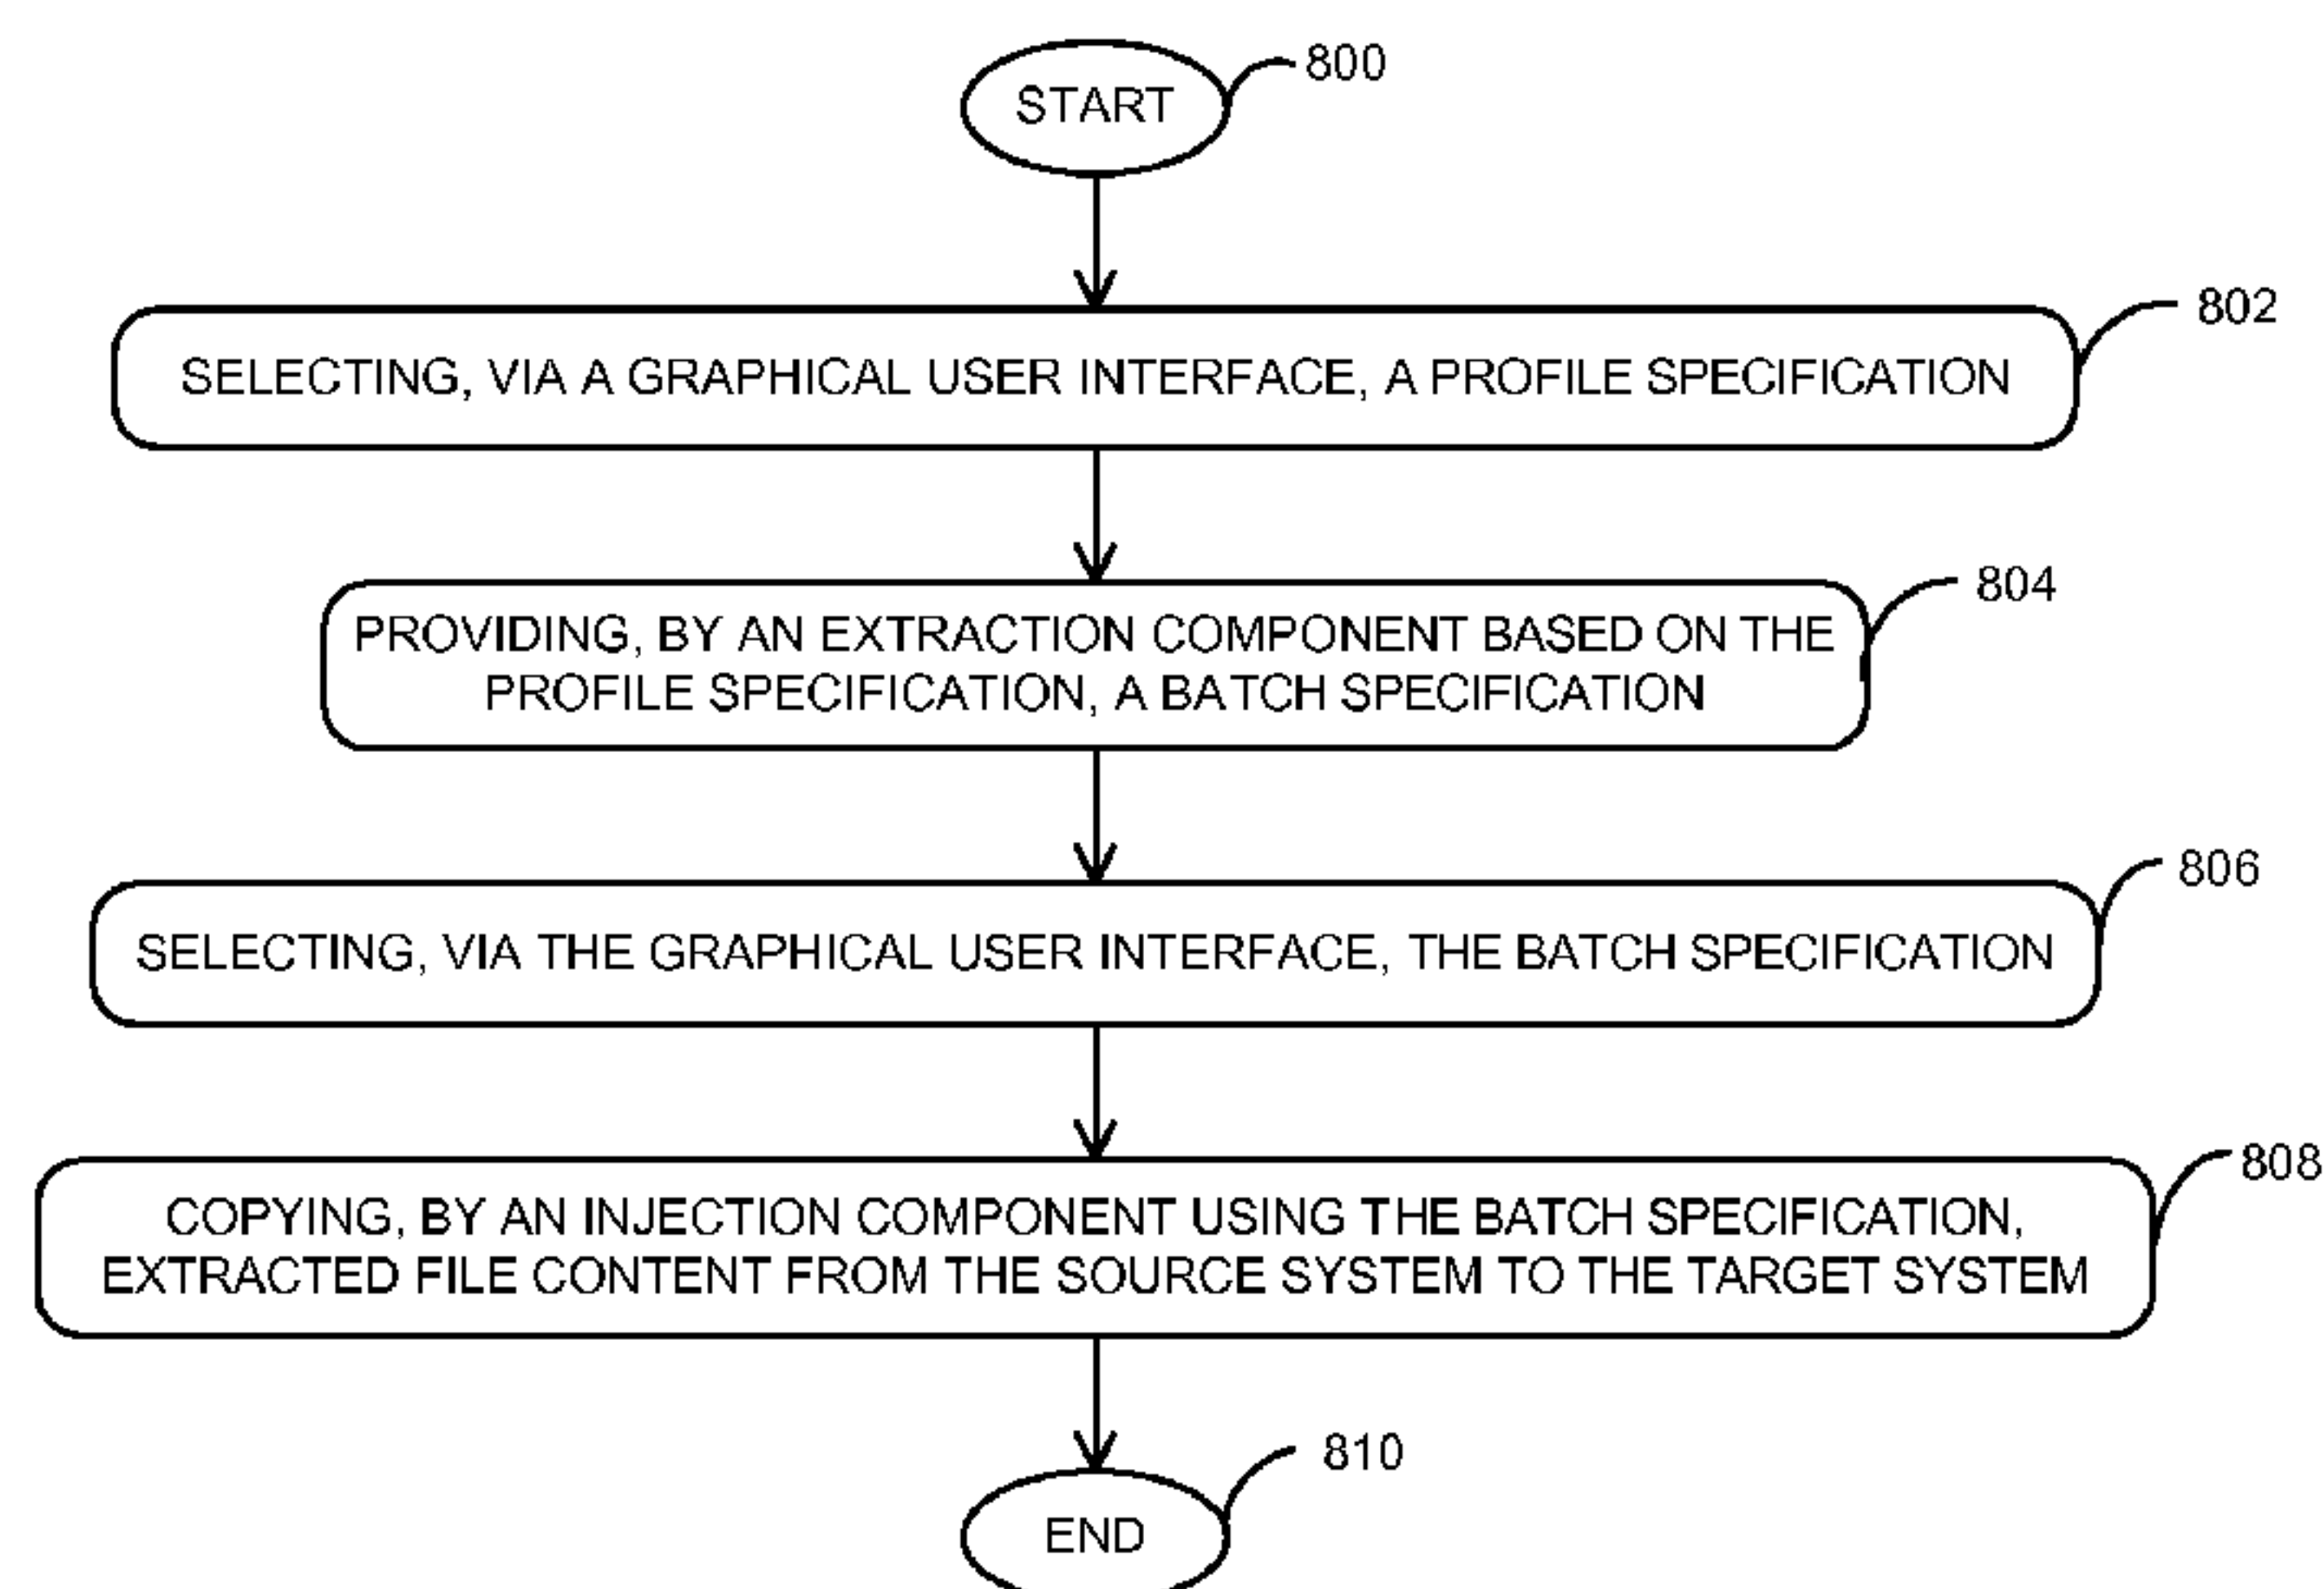 START
800
802
SELECTING, VIA A GRAPHICAL USER INTERFACE, A PROFILE SPECIFICATION
804
PROVIDING, BY AN EXTRACTION COMPONENT BASED ON THE
PROFILE SPECIFICATION, A BATCH SPECIFICATION
806
SELECTING, VIA THE GRAPHICAL USER INTERFACE, THE BATCH SPECIFICATION
808
COPYING, BY AN INJECTION COMPONENT USING THE BATCH SPECIFICATION,
EXTRACTED FILE CONTENT FROM THE SOURCE SYSTEM TO THE TARGET SYSTEM
810
END